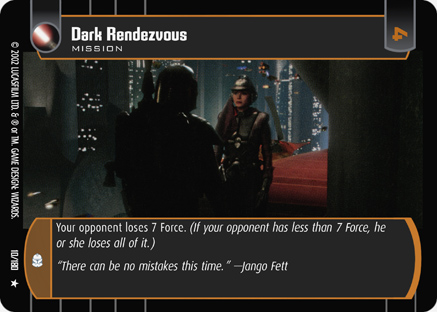 Dark Rendezvous
MISSION
4
Your opponent loses 7 Force. (If your opponent has less than 7 Force, he
or she loses all of it.)
"There can be no mistakes this time." —Jango Fett
© 2002 LUCASFILM LTD. & ® or TM. GAME DESIGN: WIZARDS.
110/180